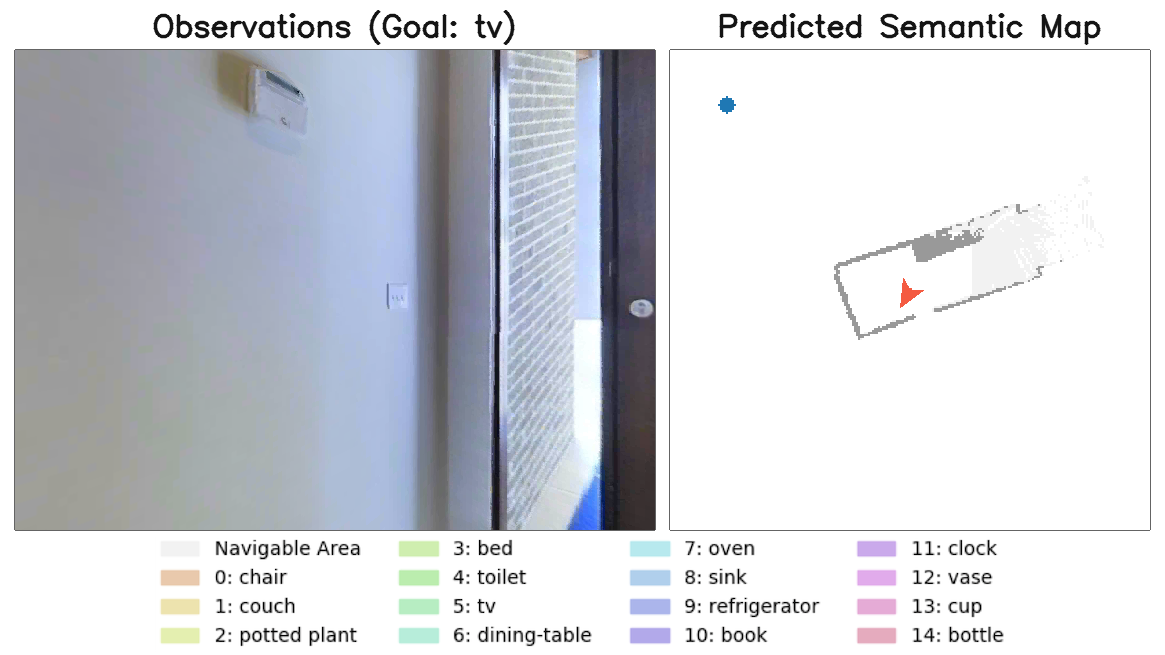 Observations (Goal: tv)
Predicted Semantic Map
Navigable Area
0: chair
1: couch
2: potted plant
3: bed
4: toilet
5: tv
6: dining-table
7: oven
8: sink
9: refrigerator
10: book
11: clock
12: vase
13: cup
14: bottle